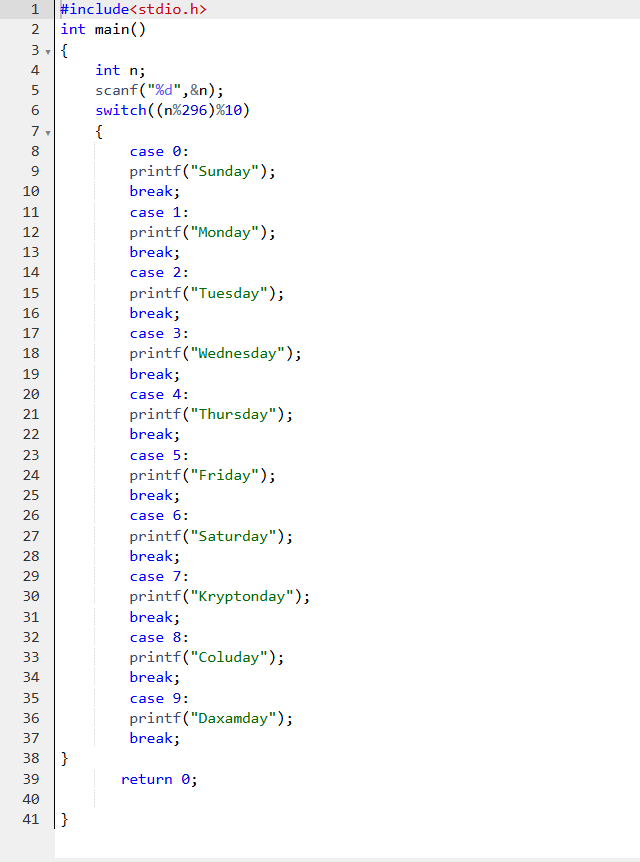 1 #include<stdio.h>
2 int main()
3 {
4 int n;
5 scanf("%d",&n);
6 switch((n%296)%10)
7 {
8 case 0:
9 printf("Sunday");
10 break;
11 case 1:
12 printf("Monday");
13 break;
14 case 2:
15 printf("Tuesday");
16 break;
17 case 3:
18 printf("Wednesday");
19 break;
20 case 4:
21 printf("Thursday");
22 break;
23 case 5:
24 printf("Friday");
25 break;
26 case 6:
27 printf("Saturday");
28 break;
29 case 7:
30 printf("Kryptonday");
31 break;
32 case 8:
33 printf("Coluday");
34 break;
35 case 9:
36 printf("Daxamday");
37 break;
38 }
39 return 0;
40
41 }